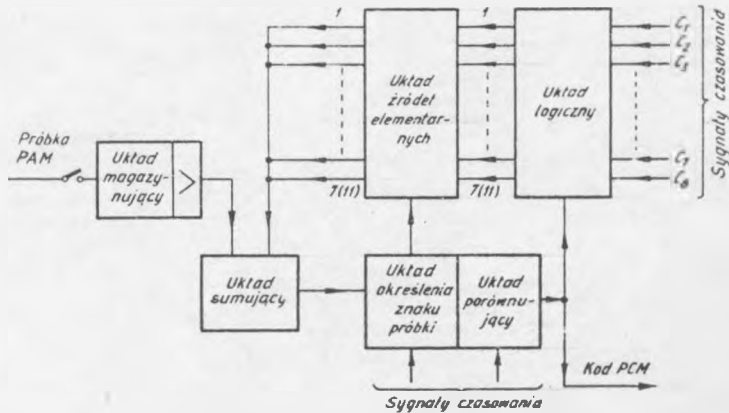 1
1
C1
C2
C3
C7
C8
Sygnały czasowania
Układ
źródeł
elementar-
nych
Układ
logiczny
Próbka
PAM
Układ
magazy-
nujący
7(11)
7(11)
Układ
sumujący
Układ
określenia
znaku
próbki
Układ
porównu-
jący
Kod PCM
Sygnały czasowania